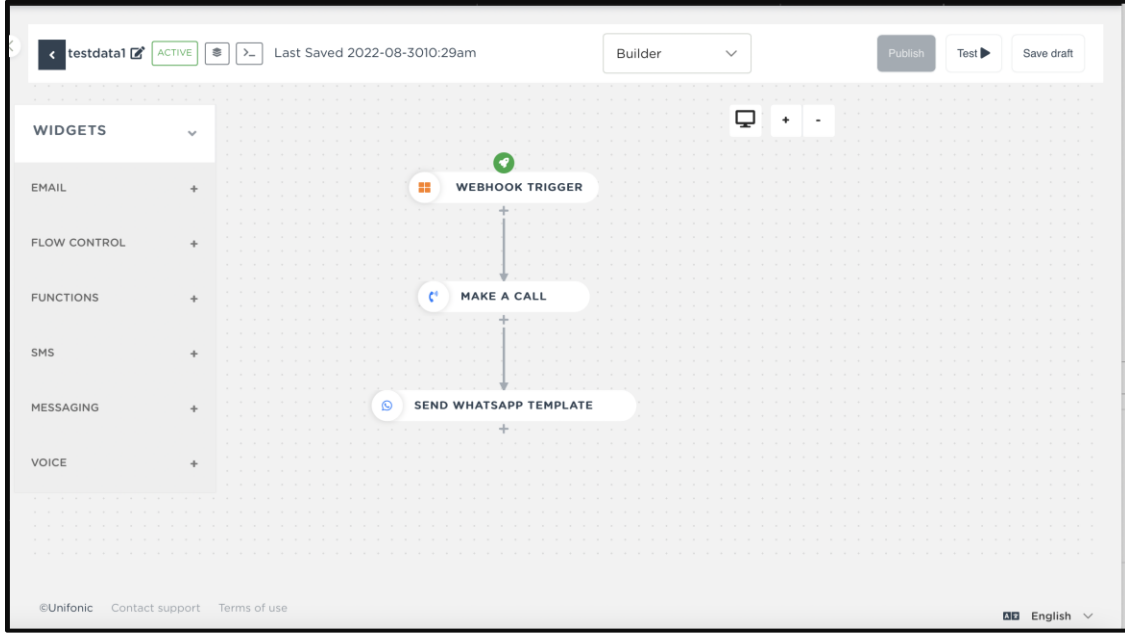 testdata1 ACTIVE >_ Last Saved 2022-08-3010:29am Builder Publish Test Save draft
WIDGETS
+ -
EMAIL +
FLOW CONTROL +
FUNCTIONS +
SMS +
MESSAGING +
VOICE +
WEBHOOK TRIGGER
+
MAKE A CALL
+
SEND WHATSAPP TEMPLATE
+
©Unifonic Contact support Terms of use
English